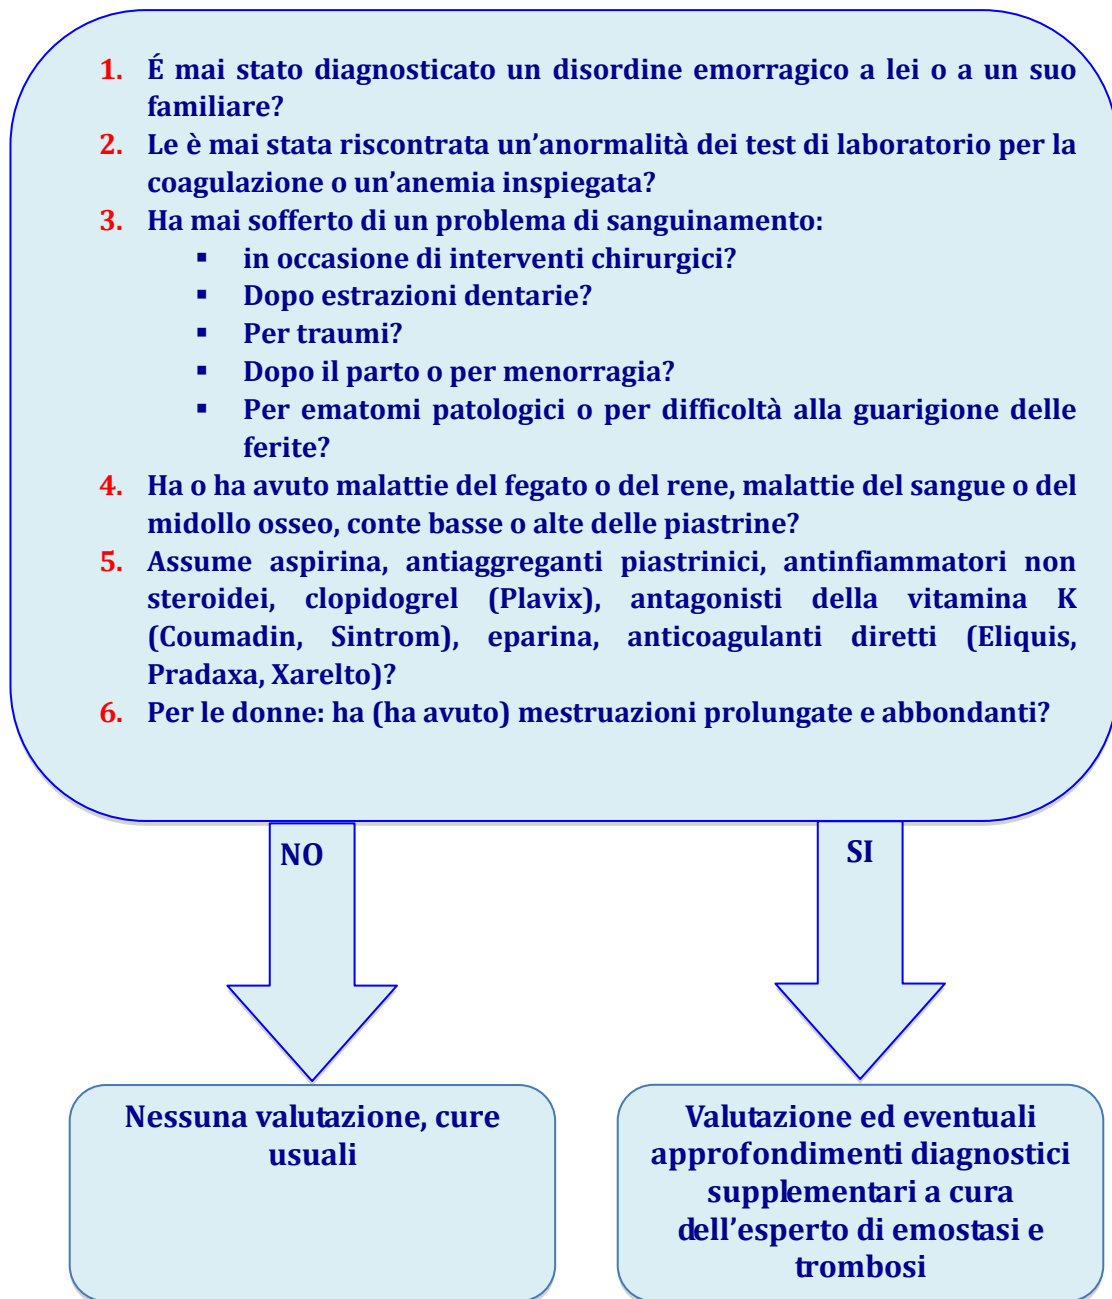 1. É mai stato diagnosticato un disordine emorragico a lei o a un suo
familiare?
2. Le è mai stata riscontrata un’anormalità dei test di laboratorio per la
coagulazione o un’anemia inspiegata?
3. Ha mai sofferto di un problema di sanguinamento:
▪ in occasione di interventi chirurgici?
▪ Dopo estrazioni dentarie?
▪ Per traumi?
▪ Dopo il parto o per menorragia?
▪ Per ematomi patologici o per difficoltà alla guarigione delle
ferite?
4. Ha o ha avuto malattie del fegato o del rene, malattie del sangue o del
midollo osseo, conte basse o alte delle piastrine?
5. Assume aspirina, antiaggreganti piastrinici, antinfiammatori non
steroidei, clopidogrel (Plavix), antagonisti della vitamina K
(Coumadin, Sintrom), eparina, anticoagulanti diretti (Eliquis,
Pradaxa, Xarelto)?
6. Per le donne: ha (ha avuto) mestruazioni prolungate e abbondanti?
NO
SI
Nessuna valutazione, cure
usuali
Valutazione ed eventuali
approfondimenti diagnostici
supplementari a cura
dell’esperto di emostasi e
trombosi